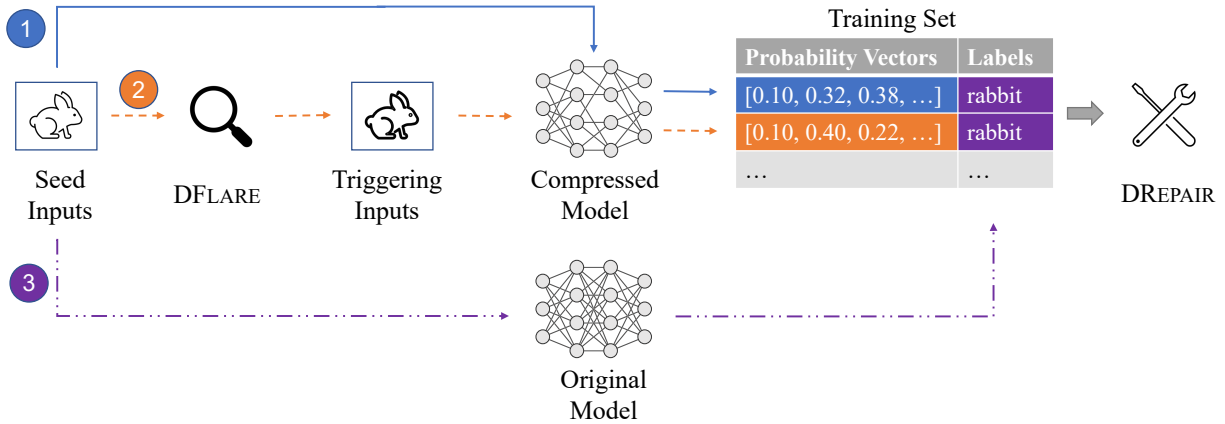 1
Training Set
Probability Vectors Labels
[0.10, 0.32, 0.38, …] rabbit
2
[0.10, 0.40, 0.22, …] rabbit
… …
Seed
Inputs
DFLARE
Triggering
Inputs
Compressed
Model
DREPAIR
3
Original
Model